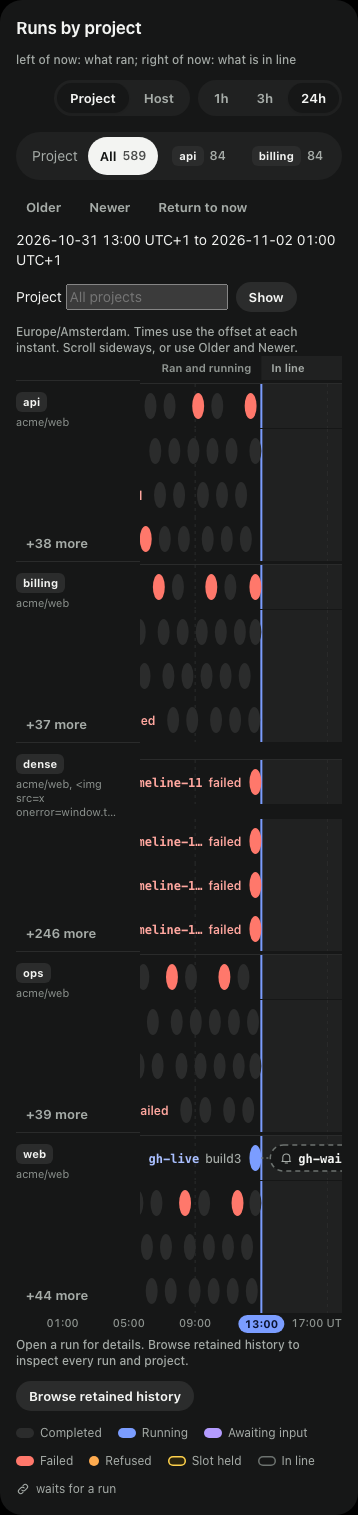 Runs by project
left of now: what ran; right of now: what is in line
Project Host 1h 3h 24h
Project All 589 api 84 billing 84
Older Newer Return to now
2026-10-31 13:00 UTC+1 to 2026-11-02 01:00
UTC+1
Project All projects Show
Europe/Amsterdam. Times use the offset at each
instant. Scroll sideways, or use Older and Newer.
Ran and running In line
api
acme/web
+38 more
billing
acme/web
ed
+37 more
dense
acme/web, <img
src=x
onerror=window.t…
meline-11 failed
meline-1… failed
meline-1… failed
meline-1… failed
+246 more
ops
acme/web
ailed
+39 more
web
acme/web
gh-live build3 gh-wai
+44 more
01:00 05:00 09:00 13:00 17:00 UT
Open a run for details. Browse retained history to
inspect every run and project.
Browse retained history
Completed Running Awaiting input
Failed Refused Slot held In line
waits for a run